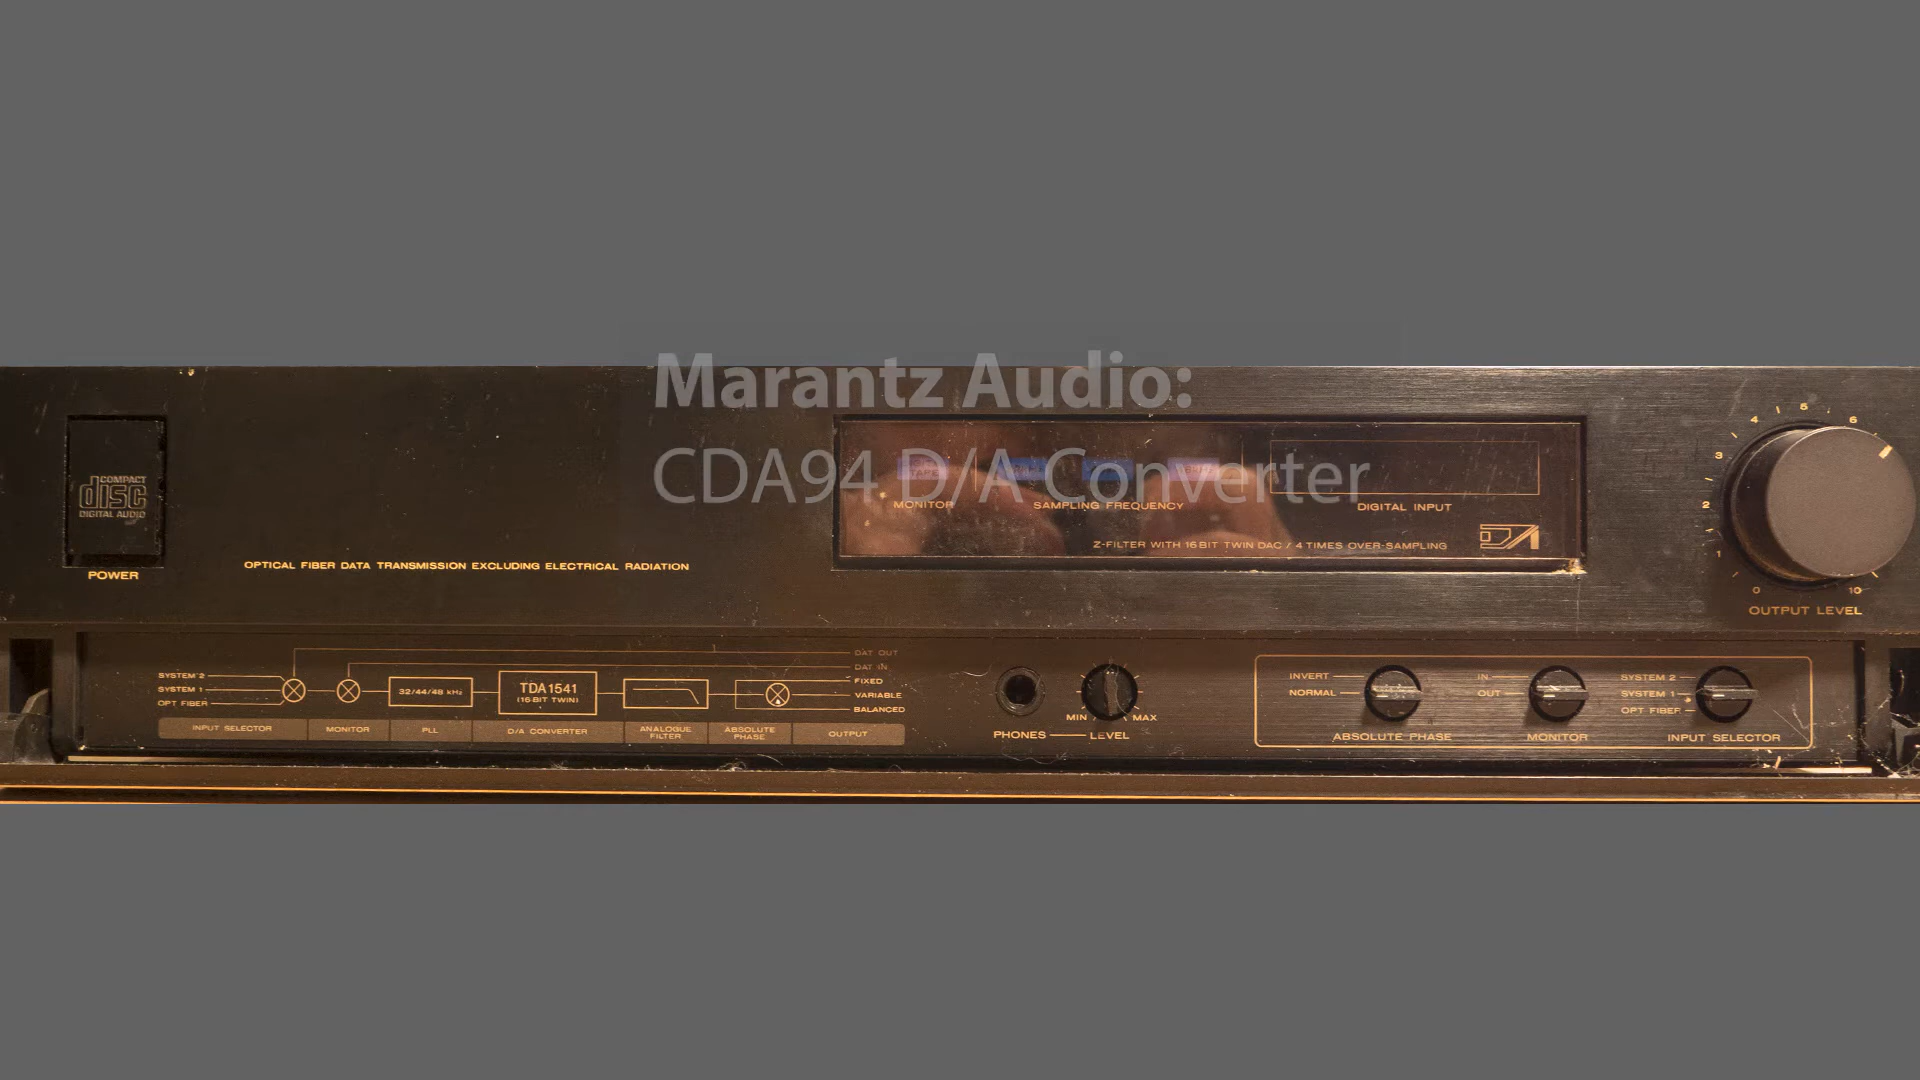 Marantz Audio:
CDA94 D/A Converter
COMPACT
disc
DIGITAL AUDIO
POWER
OPTICAL FIBER DATA TRANSMISSION EXCLUDING ELECTRICAL RADIATION
TAPE
MONITOR
SAMPLING FREQUENCY
DIGITAL INPUT
Z-FILTER WITH 16 BIT TWIN DAC / 4 TIMES OVER-SAMPLING
DA
0 1 2 3 4 5 6 10
OUTPUT LEVEL
SYSTEM 2
SYSTEM 1
OPT FIBER
32/44/48 kHz
TDA1541
(16 BIT TWIN)
DAT OUT
DAT IN
FIXED
VARIABLE
BALANCED
INPUT SELECTOR
MONITOR
PLL
D/A CONVERTER
ANALOGUE
FILTER
ABSOLUTE
PHASE
OUTPUT
MIN MAX
PHONES LEVEL
INVERT
NORMAL
ABSOLUTE PHASE
IN
OUT
MONITOR
SYSTEM 2
SYSTEM 1
OPT FIBER
INPUT SELECTOR